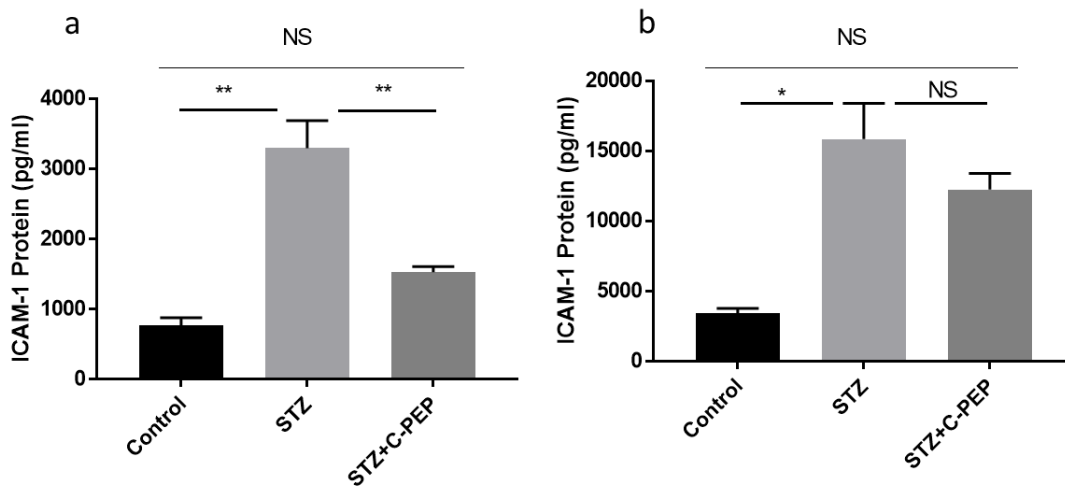 a
NS
**
**
4000
3000
2000
1000
0
ICAM-1 Protein (pg/ml)
Control
STZ
STZ+C-PEP
b
NS
*
NS
20000
15000
10000
5000
0
ICAM-1 Protein (pg/ml)
Control
STZ
STZ+C-PEP